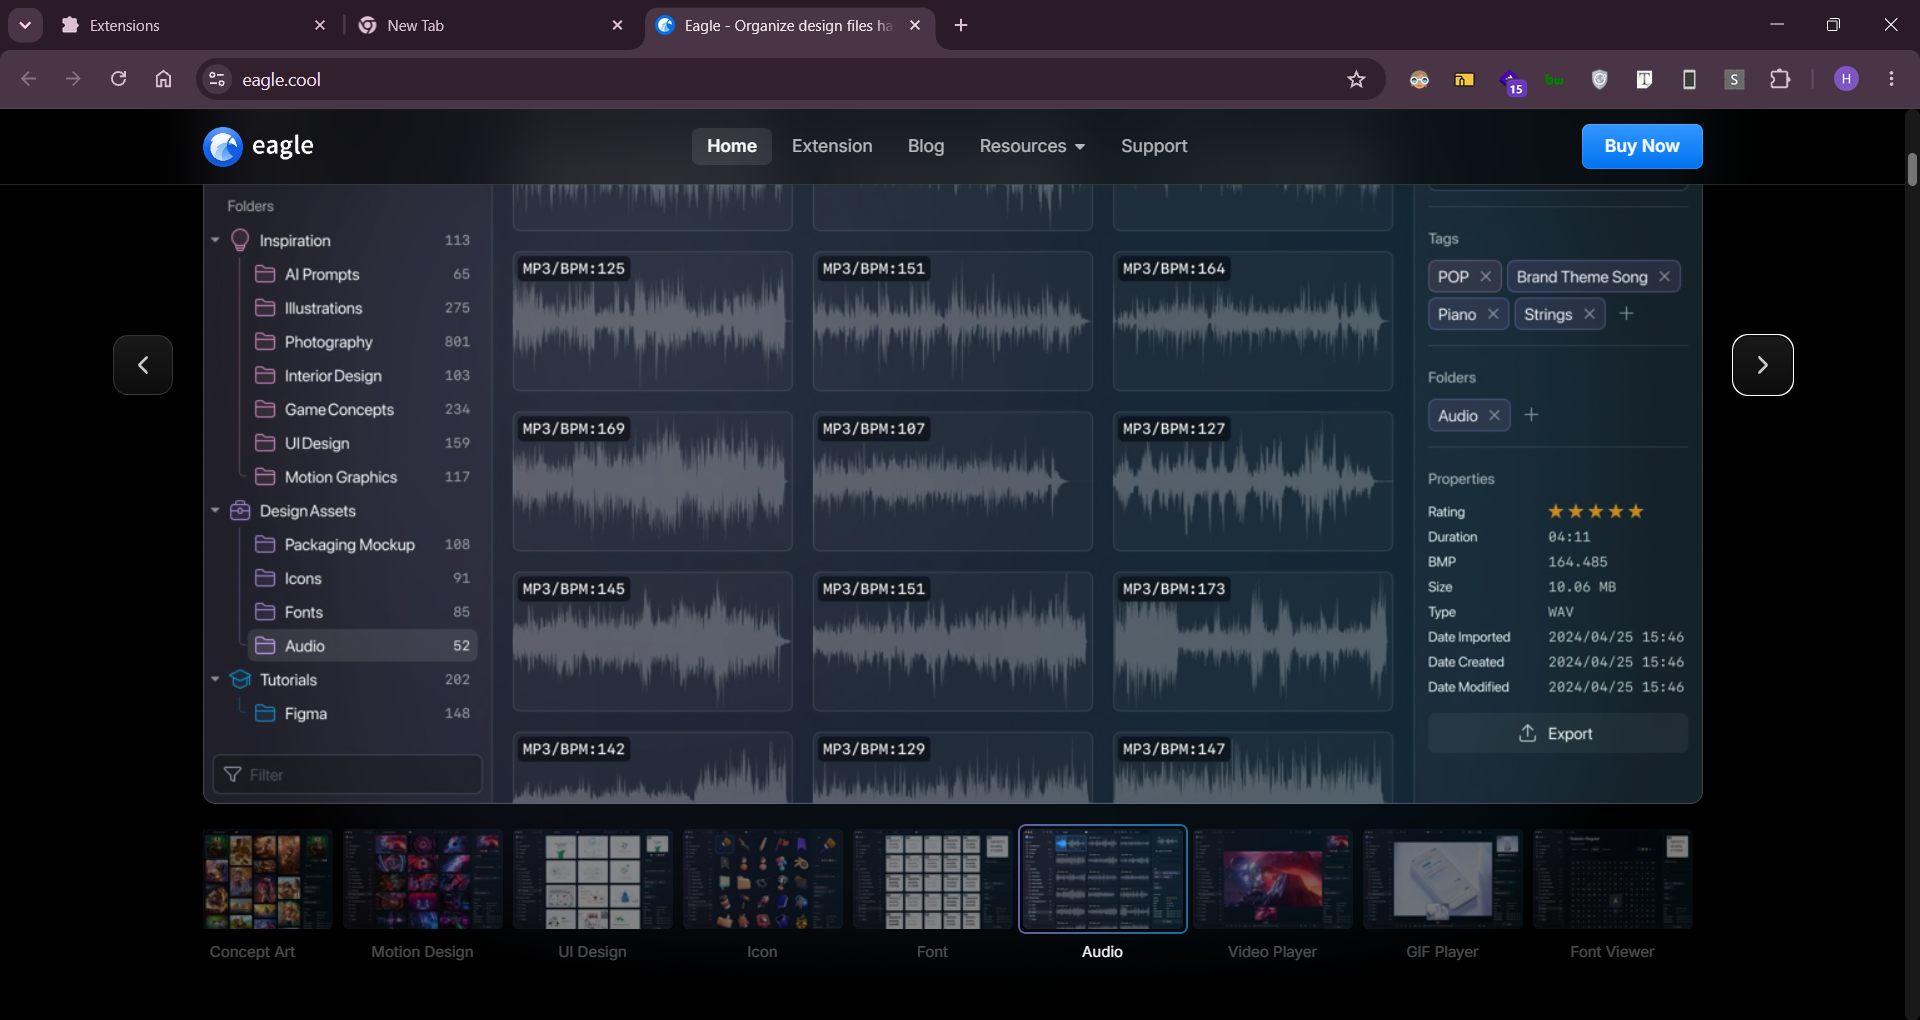 Extensions
New Tab
Eagle - Organize design files ha
eagle.cool
15
bw
T
S
H
eagle
Home
Extension
Blog
Resources
Support
Buy Now
Folders
Inspiration 113
AI Prompts 65
Illustrations 275
Photography 801
Interior Design 103
Game Concepts 234
UI Design 159
Motion Graphics 117
Design Assets
Packaging Mockup 108
Icons 91
Fonts 85
Audio 52
Tutorials 202
Figma 148
Filter
MP3/BPM:125
MP3/BPM:151
MP3/BPM:164
MP3/BPM:169
MP3/BPM:107
MP3/BPM:127
MP3/BPM:145
MP3/BPM:151
MP3/BPM:173
MP3/BPM:142
MP3/BPM:129
MP3/BPM:147
Tags
POP
Brand Theme Song
Piano
Strings
Folders
Audio
Properties
Rating
Duration 04:11
BMP 164.485
Size 10.06 MB
Type WAV
Date Imported 2024/04/25 15:46
Date Created 2024/04/25 15:46
Date Modified 2024/04/25 15:46
Export
Concept Art
Motion Design
UI Design
Icon
Font
Audio
Video Player
GIF Player
Font Viewer